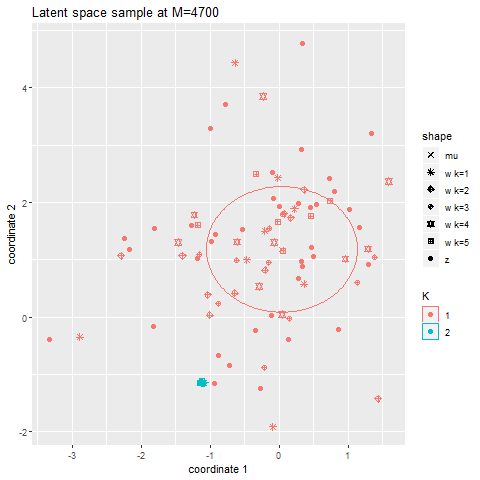 Latent space sample at M=4700
coordinate 2
4
2
0
-2
-3
-2
-1
0
1
coordinate 1
shape
mu
w k=1
w k=2
w k=3
w k=4
w k=5
z
K
1
2